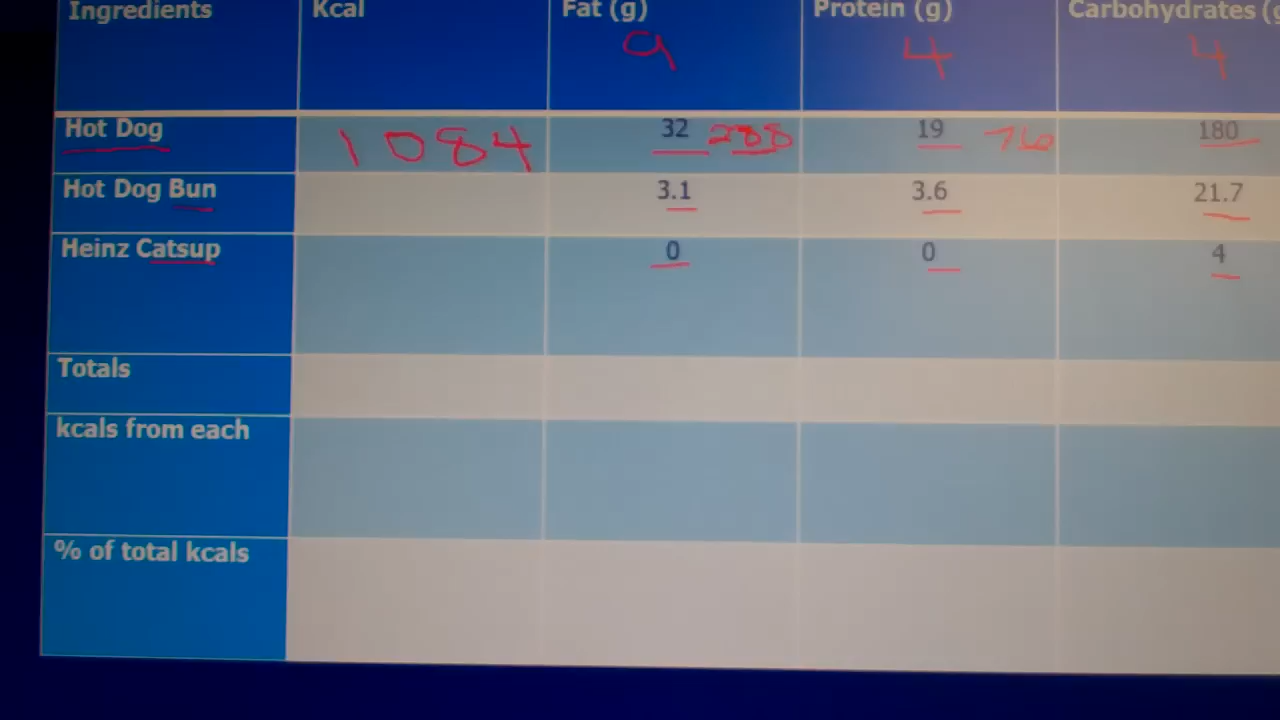 Ingredients Kcal Fat (g) Protein (g) Carbohydrates (g
9 4 4
Hot Dog 1084 32 288 19 76 180
Hot Dog Bun 3.1 3.6 21.7
Heinz Catsup 0 0 4
Totals
kcals from each
% of total kcals